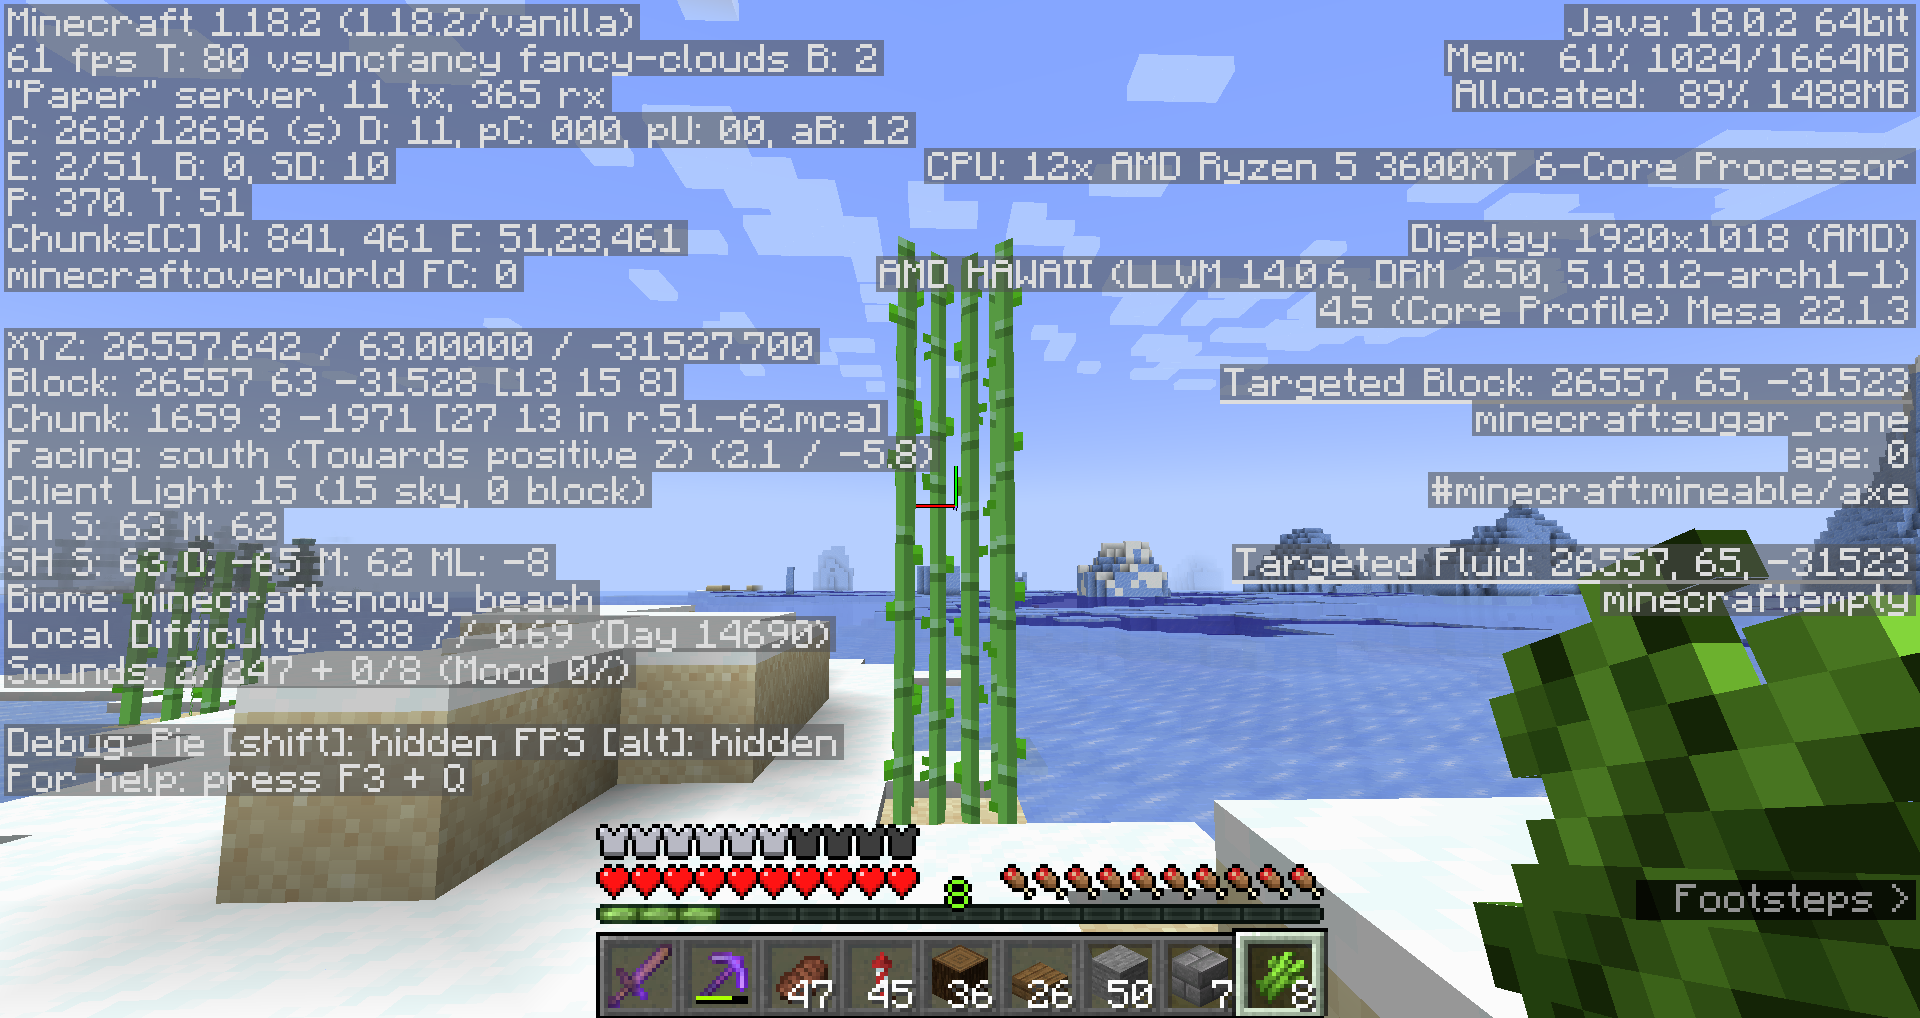 Minecraft 1.18.2 (1.18.2/vanilla)
61 fps T: 80 vsyncfancy fancy-clouds B: 2
"Paper" server, 11 tx, 365 rx
C: 268/12696 (s) D: 11, pC: 000, pU: 00, aB: 12
E: 2/51, B: 0, SD: 10
P: 370. T: 51
Chunks[C] W: 841, 461 E: 51,23,461
minecraft:overworld FC: 0
XYZ: 26557.642 / 63.00000 / -31527.700
Block: 26557 63 -31528 [13 15 8]
Chunk: 1659 3 -1971 [27 13 in r.51.-62.mca]
Facing: south (Towards positive Z) (2.1 / -5.8)
Client Light: 15 (15 sky, 0 block)
CH S: 63 M: 62
SH S: 63 O: -65 M: 62 ML: -8
Biome: minecraft:snowy_beach
Local Difficulty: 3.38 // 0.69 (Day 14690)
Sounds: 2/247 + 0/8 (Mood 0%)
Debug: Pie [shift]: hidden FPS [alt]: hidden
For help: press F3 + Q
Java: 18.0.2 64bit
Mem: 61% 1024/1664MB
Allocated: 89% 1488MB
CPU: 12x AMD Ryzen 5 3600XT 6-Core Processor
Display: 1920x1018 (AMD)
AMD HAWAII (LLVM 14.0.6, DRM 2.50, 5.18.12-arch1-1)
4.5 (Core Profile) Mesa 22.1.3
Targeted Block: 26557, 65, -31523
minecraft:sugar_cane
age: 0
#minecraft:mineable/axe
Targeted Fluid: 26557, 65, -31523
minecraft:empty
Footsteps >
8
47 45 36 26 50 7 8